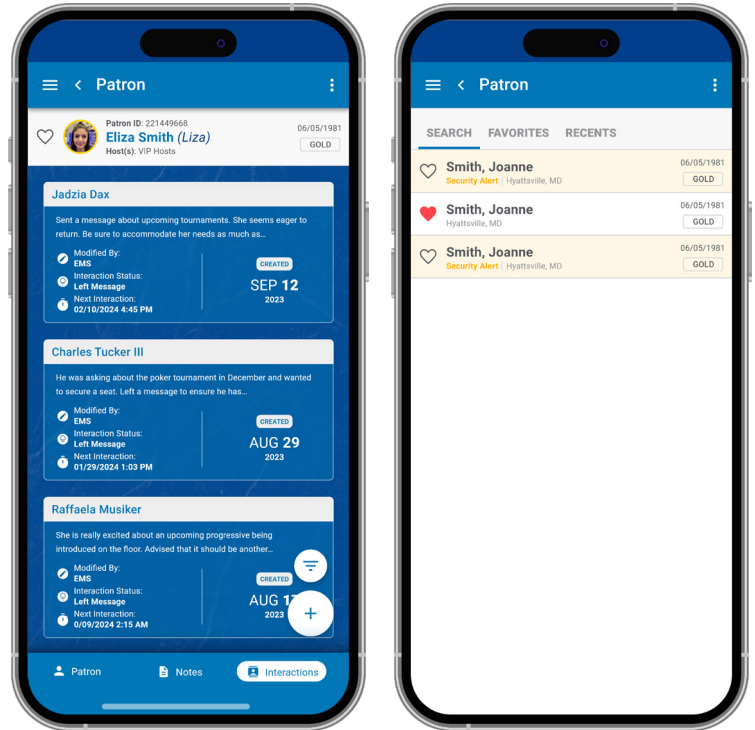 Patron
Patron ID: 221449668
Eliza Smith (Liza)
Host(s): VIP Hosts
06/05/1981
GOLD
Jadzia Dax
Sent a message about upcoming tournaments. She seems eager to
return. Be sure to accommodate her needs as much as...
Modified By:
EMS
Interaction Status:
Left Message
Next Interaction:
02/10/2024 4:45 PM
CREATED
SEP 12
2023
Charles Tucker III
He was asking about the poker tournament in December and wanted
to secure a seat. Left a message to ensure he has...
Modified By:
EMS
Interaction Status:
Left Message
Next Interaction:
01/29/2024 1:03 PM
CREATED
AUG 29
2023
Raffaela Musiker
She is really excited about an upcoming progressive being
introduced on the floor. Advised that it should be another...
Modified By:
EMS
Interaction Status:
Left Message
Next Interaction:
0/09/2024 2:15 AM
CREATED
AUG
2023
Patron
Notes
Interactions
Patron
SEARCH FAVORITES RECENTS
Smith, Joanne
Security Alert | Hyattsville, MD
06/05/1981
GOLD
Smith, Joanne
Hyattsville, MD
06/05/1981
GOLD
Smith, Joanne
Security Alert | Hyattsville, MD
06/05/1981
GOLD